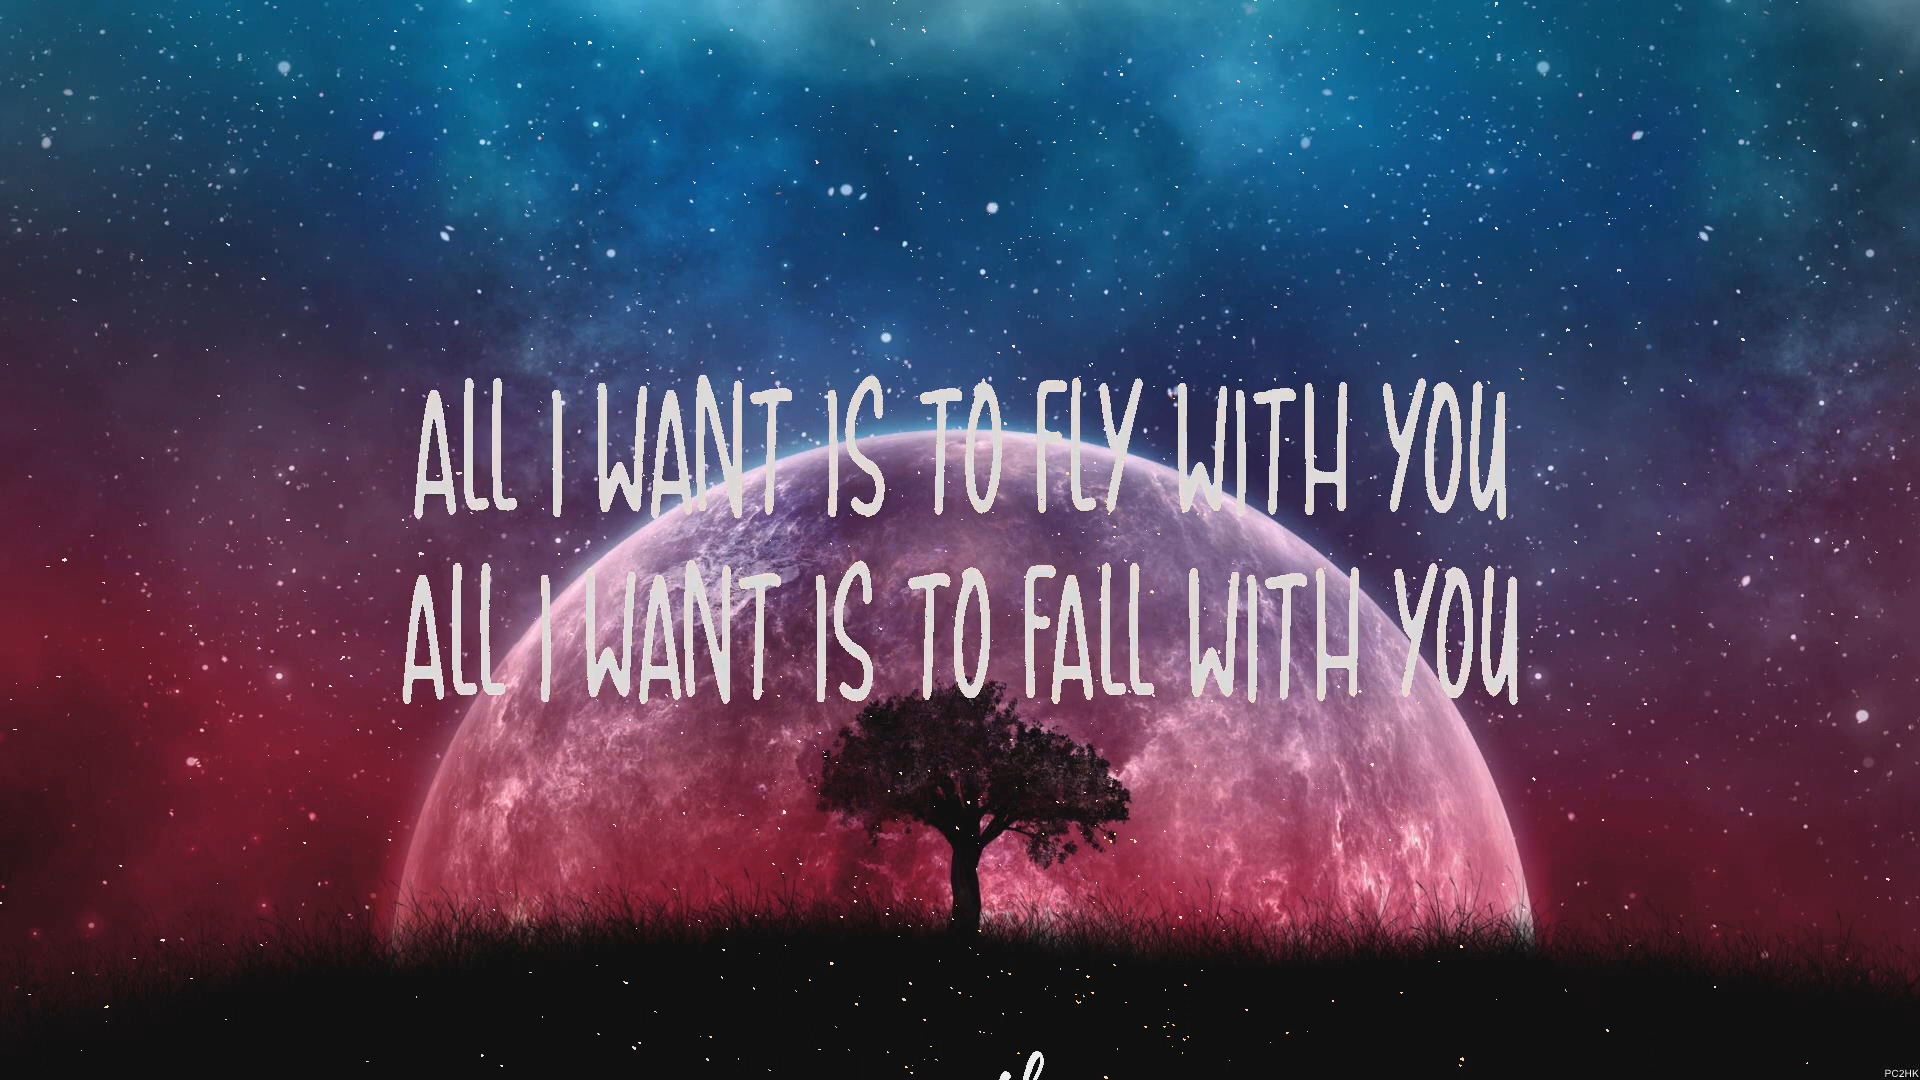 ALL I WANT IS TO FLY WITH YOU
ALL I WANT IS TO FALL WITH YOU
PC2HK